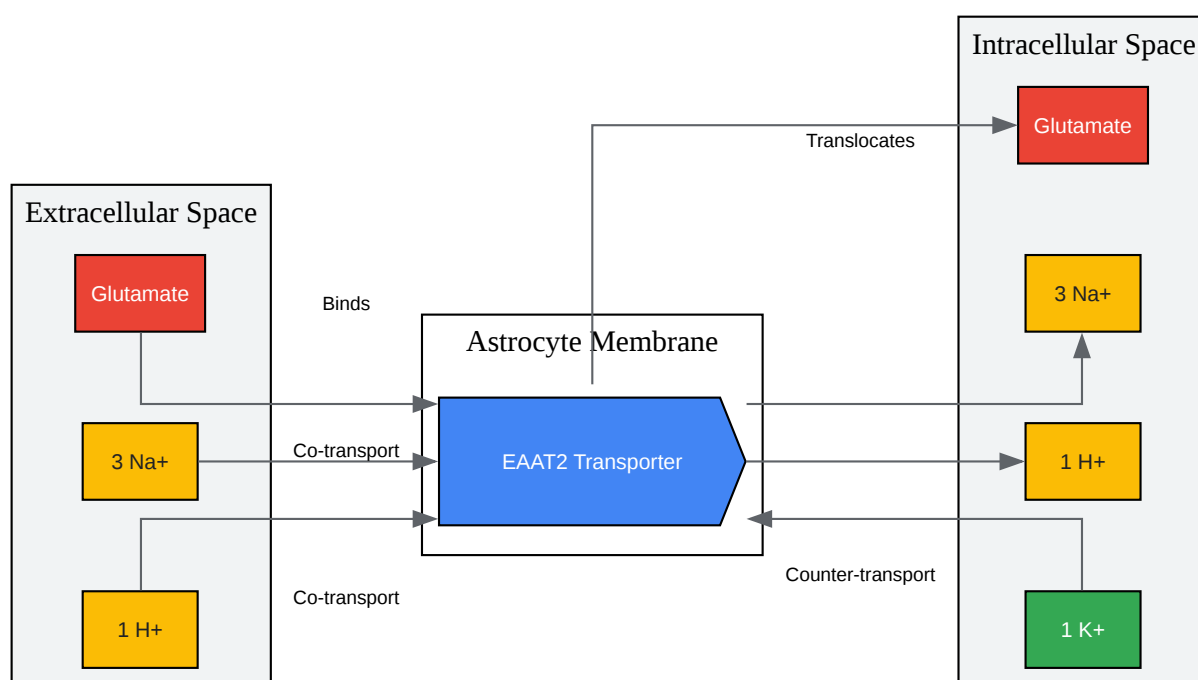 Extracellular Space
Glutamate
3 Na+
1 H+
Binds
Co-transport
Co-transport
Astrocyte Membrane
EAAT2 Transporter
Translocates
Counter-transport
Intracellular Space
Glutamate
3 Na+
1 H+
1 K+